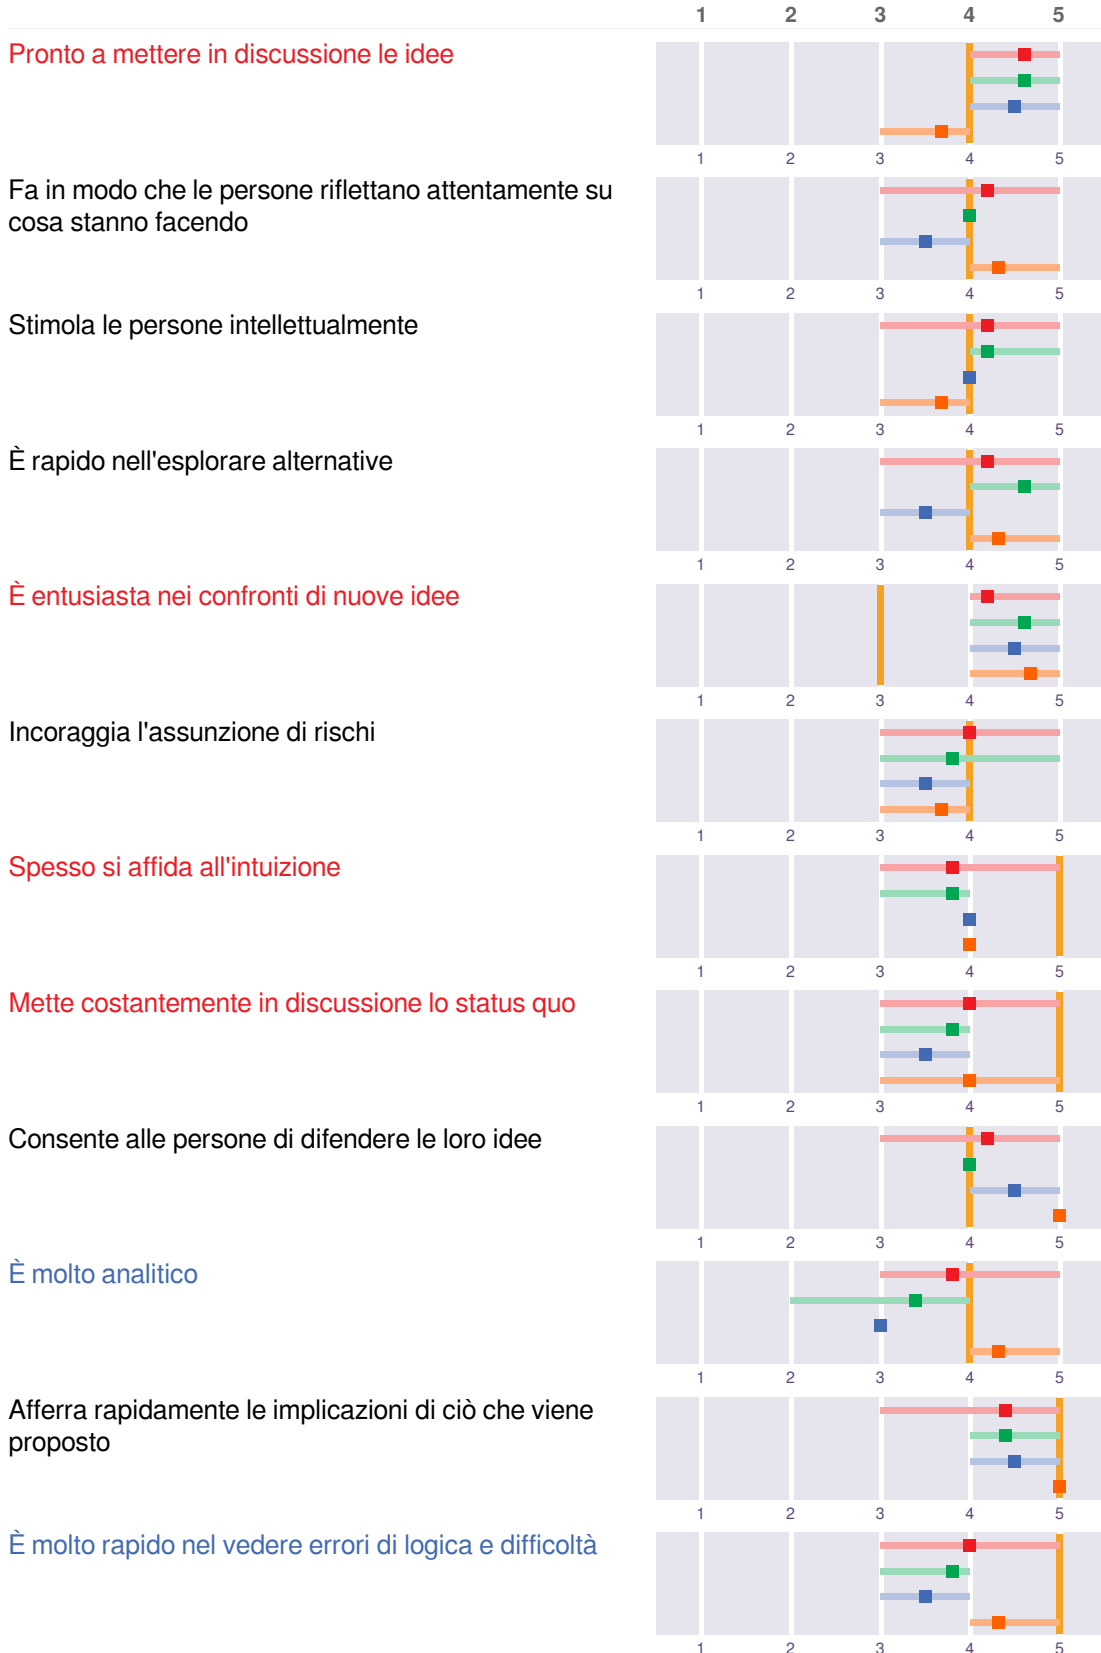 1 2 3 4 5
Pronto a mettere in discussione le idee
1 2 3 4 5
Fa in modo che le persone riflettano attentamente su
cosa stanno facendo
1 2 3 4 5
Stimola le persone intellettualmente
1 2 3 4 5
È rapido nell'esplorare alternative
1 2 3 4 5
È entusiasta nei confronti di nuove idee
1 2 3 4 5
Incoraggia l'assunzione di rischi
1 2 3 4 5
Spesso si affida all'intuizione
1 2 3 4 5
Mette costantemente in discussione lo status quo
1 2 3 4 5
Consente alle persone di difendere le loro idee
1 2 3 4 5
È molto analitico
1 2 3 4 5
Afferra rapidamente le implicazioni di ciò che viene
proposto
1 2 3 4 5
È molto rapido nel vedere errori di logica e difficoltà
1 2 3 4 5